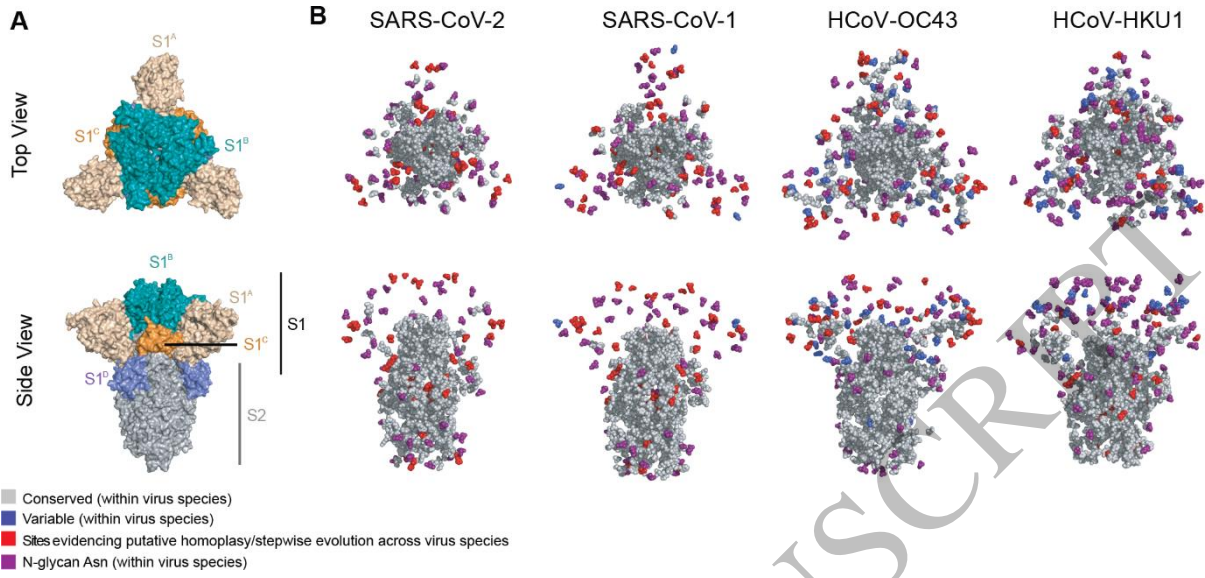 A
Top View
S1ᴬ
S1ᶜ
S1ᴮ
Side View
S1ᴮ
S1ᴬ
S1
S1ᶜ
S1ᴰ
S2
B
SARS-CoV-2 SARS-CoV-1 HCoV-OC43 HCoV-HKU1
Conserved (within virus species)
Variable (within virus species)
Sites evidencing putative homoplasy/stepwise evolution across virus species
N-glycan Asn (within virus species)
USCRIPT